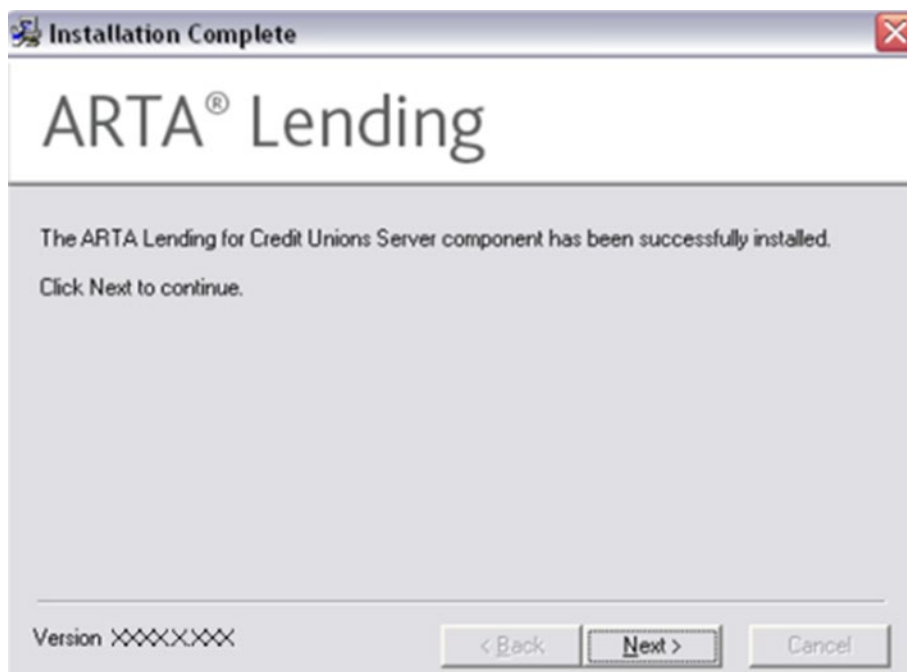 Installation Complete
ARTA® Lending
The ARTA Lending for Credit Unions Server component has been successfully installed.
Click Next to continue.
Version XXXX.X.XXX
< Back
Next >
Cancel